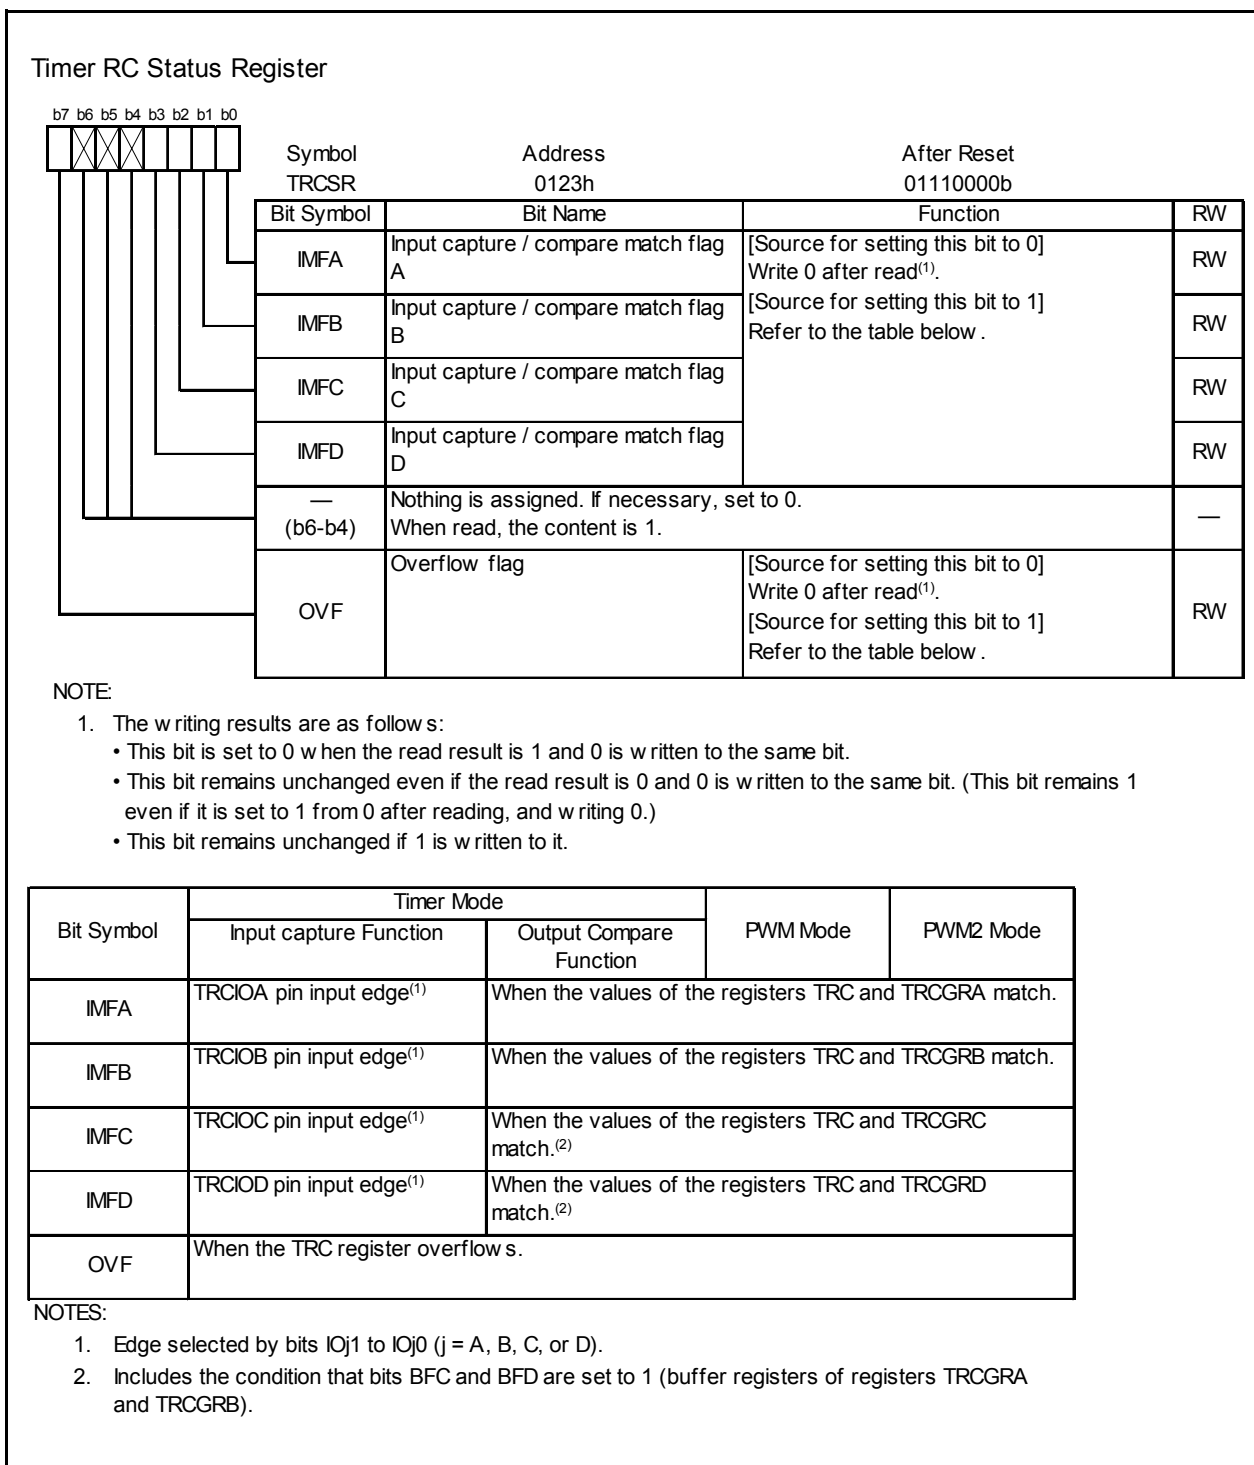 Timer RC Status Register
b7 b6 b5 b4 b3 b2 b1 b0
Symbol Address After Reset
TRCSR 0123h 01110000b
Bit Symbol Bit Name Function RW
IMFA Input capture / compare match flag A [Source for setting this bit to 0] RW
Write 0 after read(1).
IMFB Input capture / compare match flag B [Source for setting this bit to 1] RW
Refer to the table below.
IMFC Input capture / compare match flag C RW
IMFD Input capture / compare match flag D RW
— Nothing is assigned. If necessary, set to 0. —
(b6-b4) When read, the content is 1.
OVF Overflow flag [Source for setting this bit to 0] RW
Write 0 after read(1).
[Source for setting this bit to 1]
Refer to the table below.
NOTE:
1. The writing results are as follows:
• This bit is set to 0 when the read result is 1 and 0 is written to the same bit.
• This bit remains unchanged even if the read result is 0 and 0 is written to the same bit. (This bit remains 1
even if it is set to 1 from 0 after reading, and writing 0.)
• This bit remains unchanged if 1 is written to it.
Bit Symbol Timer Mode PWM Mode PWM2 Mode
Input capture Function Output Compare Function
IMFA TRCIOA pin input edge(1) When the values of the registers TRC and TRCGRA match.
IMFB TRCIOB pin input edge(1) When the values of the registers TRC and TRCGRB match.
IMFC TRCIOC pin input edge(1) When the values of the registers TRC and TRCGRC
match.(2)
IMFD TRCIOD pin input edge(1) When the values of the registers TRC and TRCGRD
match.(2)
OVF When the TRC register overflows.
NOTES:
1. Edge selected by bits IOj1 to IOj0 (j = A, B, C, or D).
2. Includes the condition that bits BFC and BFD are set to 1 (buffer registers of registers TRCGRA
and TRCGRB).